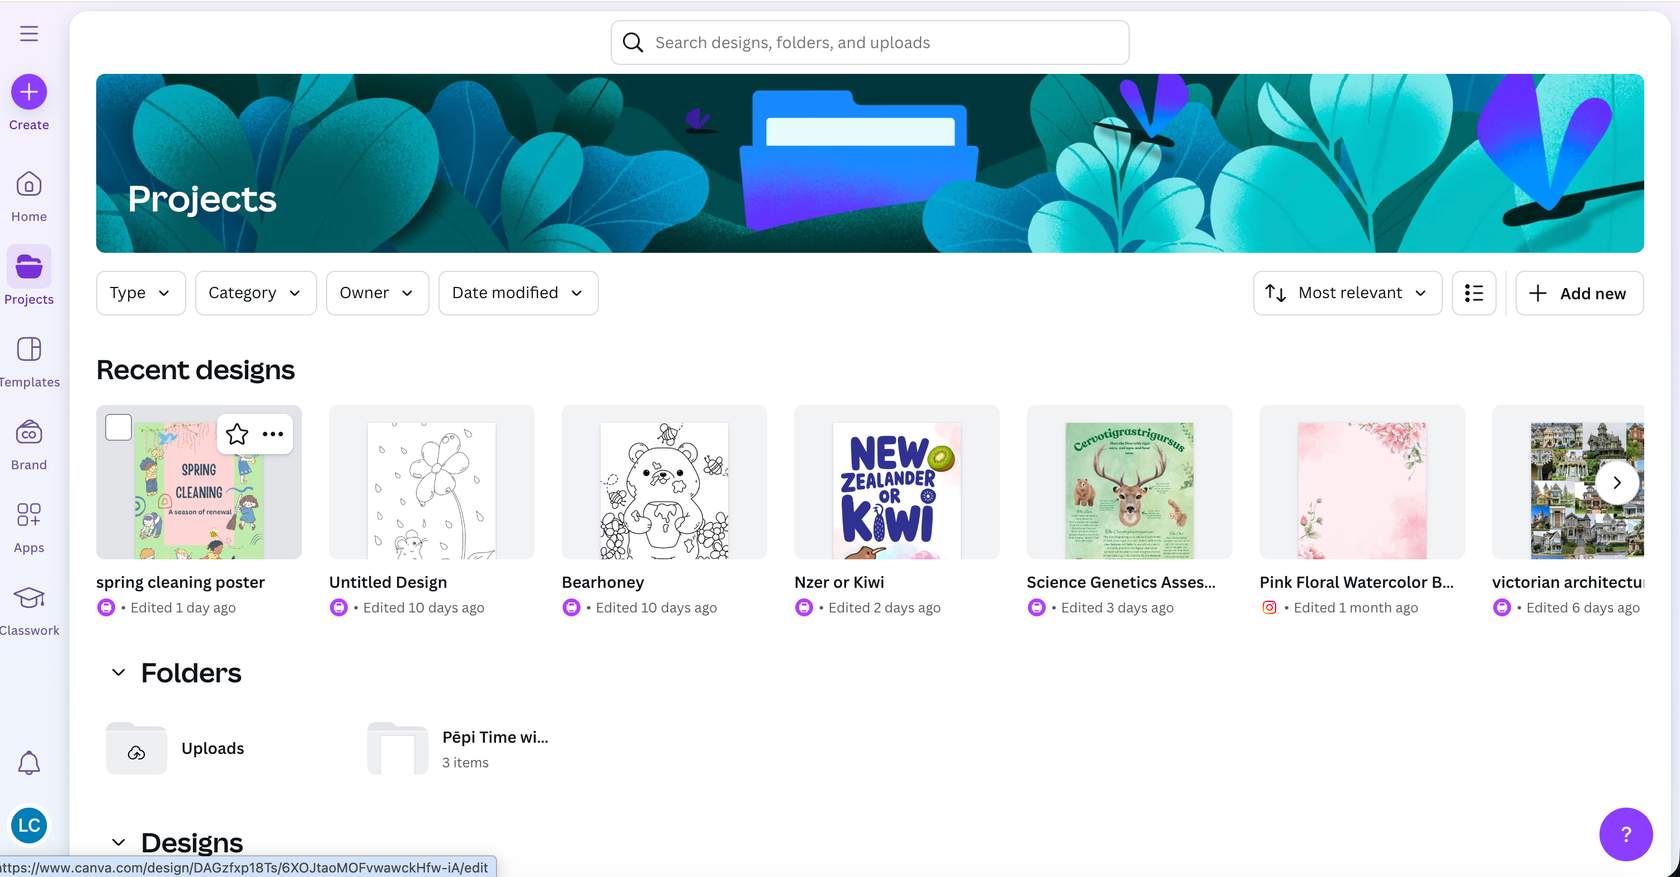 Search designs, folders, and uploads
Create
Home
Projects
Templates
Brand
Apps
Classwork
LC
Projects
Type
Category
Owner
Date modified
Most relevant
Add new
Recent designs
SPRING
CLEANING
A season of renewal
NEW
ZEALANDER
OR
KiWi
Cervotigrastrigursus
spring cleaning poster
• Edited 1 day ago
Untitled Design
• Edited 10 days ago
Bearhoney
• Edited 10 days ago
Nzer or Kiwi
• Edited 2 days ago
Science Genetics Asses...
• Edited 3 days ago
Pink Floral Watercolor B...
• Edited 1 month ago
victorian architectu
• Edited 6 days ago
Folders
Uploads
Pēpi Time wi...
3 items
Designs
?
ttps://www.canva.com/design/DAGzfxp18Ts/6XOJtaoMOFvwawckHfw-iA/edit